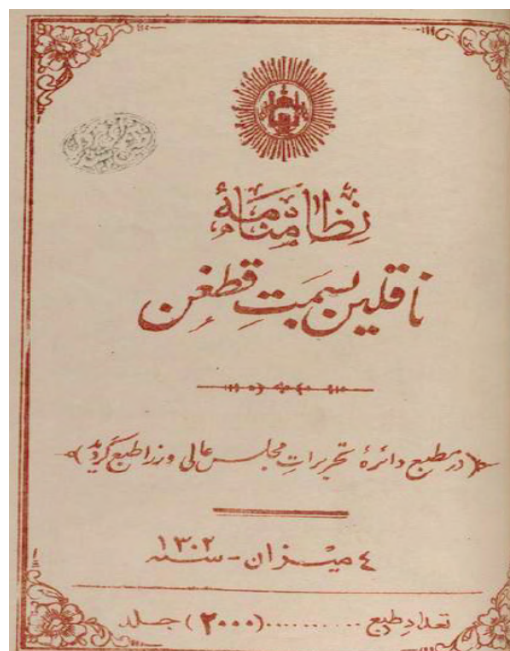 نظامنامهٔ
ناقلین بسمتِ قطغن
(در مطبع دائرهٔ تحریراتِ مجلس عالی وزرا طبع گردید)
٤ میزان - سنه ١٣٠٢
تعداد طبع .......... (٢٠٠٠) جلد